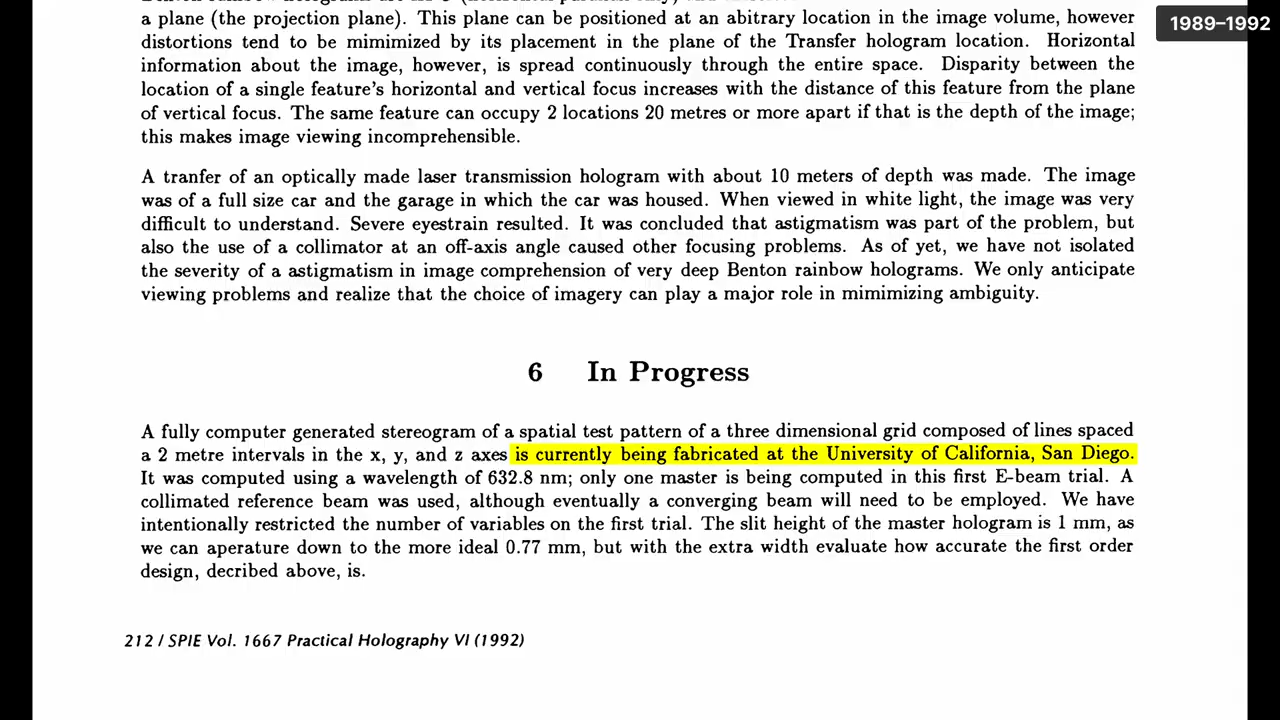 a plane (the projection plane). This plane can be positioned at an abitrary location in the image volume, however
1989–1992
distortions tend to be mimimized by its placement in the plane of the Transfer hologram location. Horizontal
information about the image, however, is spread continuously through the entire space. Disparity between the
location of a single feature's horizontal and vertical focus increases with the distance of this feature from the plane
of vertical focus. The same feature can occupy 2 locations 20 metres or more apart if that is the depth of the image;
this makes image viewing incomprehensible.
A tranfer of an optically made laser transmission hologram with about 10 meters of depth was made. The image
was of a full size car and the garage in which the car was housed. When viewed in white light, the image was very
difficult to understand. Severe eyestrain resulted. It was concluded that astigmatism was part of the problem, but
also the use of a collimator at an off-axis angle caused other focusing problems. As of yet, we have not isolated
the severity of a astigmatism in image comprehension of very deep Benton rainbow holograms. We only anticipate
viewing problems and realize that the choice of imagery can play a major role in mimimizing ambiguity.
6 In Progress
A fully computer generated stereogram of a spatial test pattern of a three dimensional grid composed of lines spaced
a 2 metre intervals in the x, y, and z axes is currently being fabricated at the University of California, San Diego.
It was computed using a wavelength of 632.8 nm; only one master is being computed in this first E-beam trial. A
collimated reference beam was used, although eventually a converging beam will need to be employed. We have
intentionally restricted the number of variables on the first trial. The slit height of the master hologram is 1 mm, as
we can aperature down to the more ideal 0.77 mm, but with the extra width evaluate how accurate the first order
design, decribed above, is.
212 / SPIE Vol. 1667 Practical Holography VI (1992)